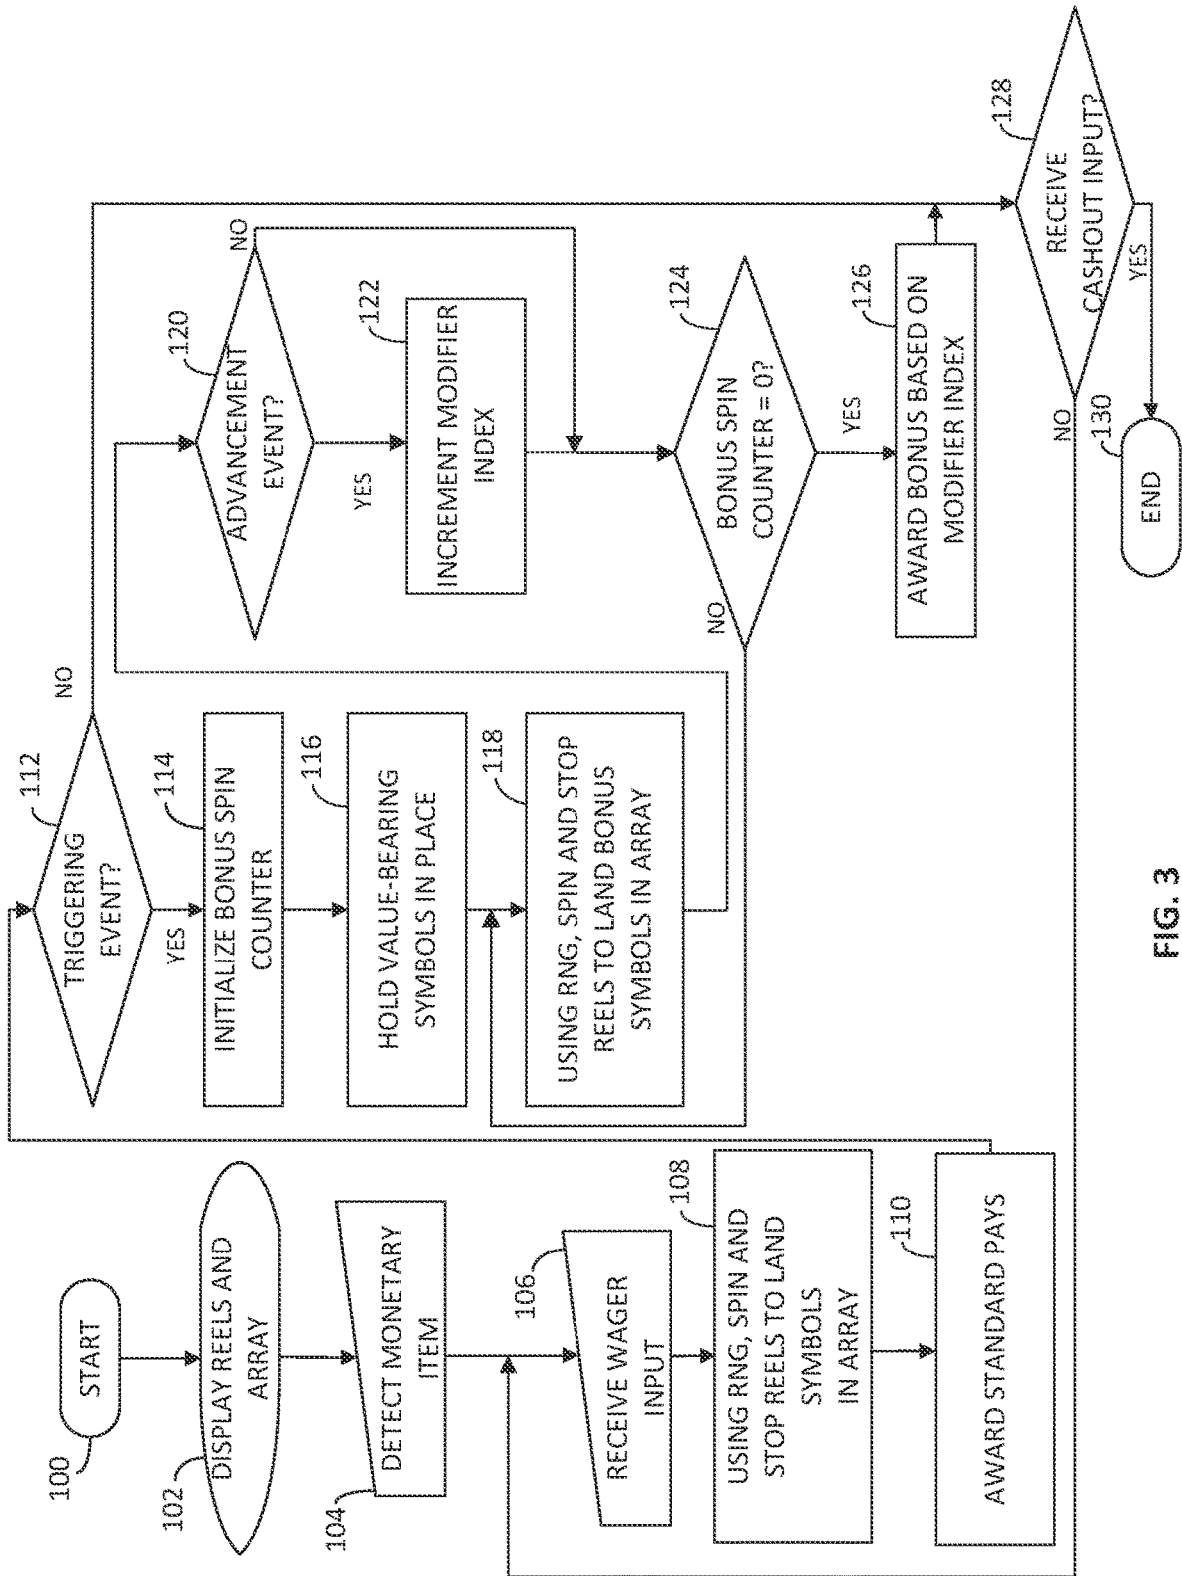 100
START
102
DISPLAY REELS AND
ARRAY
104
DETECT MONETARY
ITEM
106
RECEIVE WAGER
INPUT
108
USING RNG, SPIN AND
STOP REELS TO LAND
SYMBOLS
IN ARRAY
110
AWARD STANDARD PAYS
112
TRIGGERING
EVENT?
NO
YES
114
INITIALIZE BONUS SPIN
COUNTER
116
HOLD VALUE-BEARING
SYMBOLS IN PLACE
118
USING RNG, SPIN AND STOP
REELS TO LAND BONUS
SYMBOLS IN ARRAY
120
ADVANCEMENT
EVENT?
NO
YES
122
INCREMENT MODIFIER
INDEX
124
BONUS SPIN
COUNTER = 0?
NO
YES
126
AWARD BONUS BASED ON
MODIFIER INDEX
128
RECEIVE
CASHOUT INPUT?
NO
YES
130
END
FIG. 3